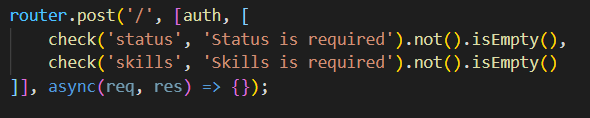 router.post('/', [auth, [
    check('status', 'Status is required').not().isEmpty(),
    check('skills', 'Skills is required').not().isEmpty()
]], async(req, res) => {});